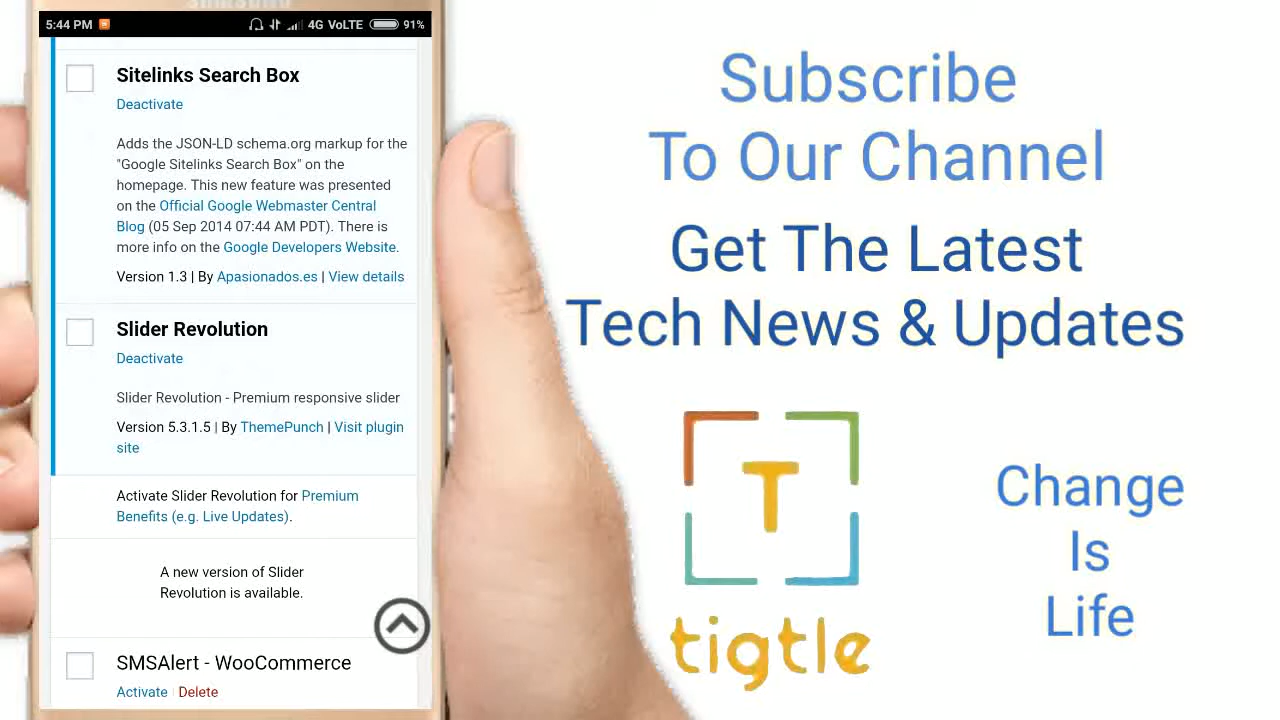 5:44 PM
4G VoLTE 91%
Sitelinks Search Box
Deactivate
Adds the JSON-LD schema.org markup for the
"Google Sitelinks Search Box" on the
homepage. This new feature was presented
on the Official Google Webmaster Central
Blog (05 Sep 2014 07:44 AM PDT). There is
more info on the Google Developers Website.
Version 1.3 | By Apasionados.es | View details
Slider Revolution
Deactivate
Slider Revolution - Premium responsive slider
Version 5.3.1.5 | By ThemePunch | Visit plugin
site
Activate Slider Revolution for Premium
Benefits (e.g. Live Updates).
A new version of Slider
Revolution is available.
SMSAlert - WooCommerce
Activate | Delete
Subscribe
To Our Channel
Get The Latest
Tech News & Updates
T
tigtle
Change
Is
Life